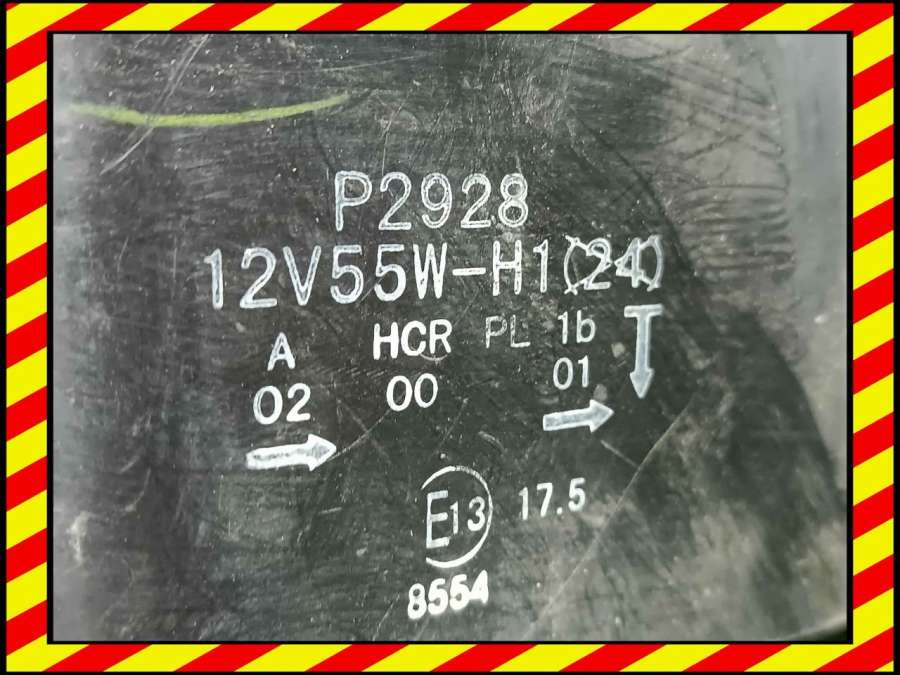 P2928
12V55W-H1(24)
A HCR PL 1b
02 00 01
E13 17.5
8554